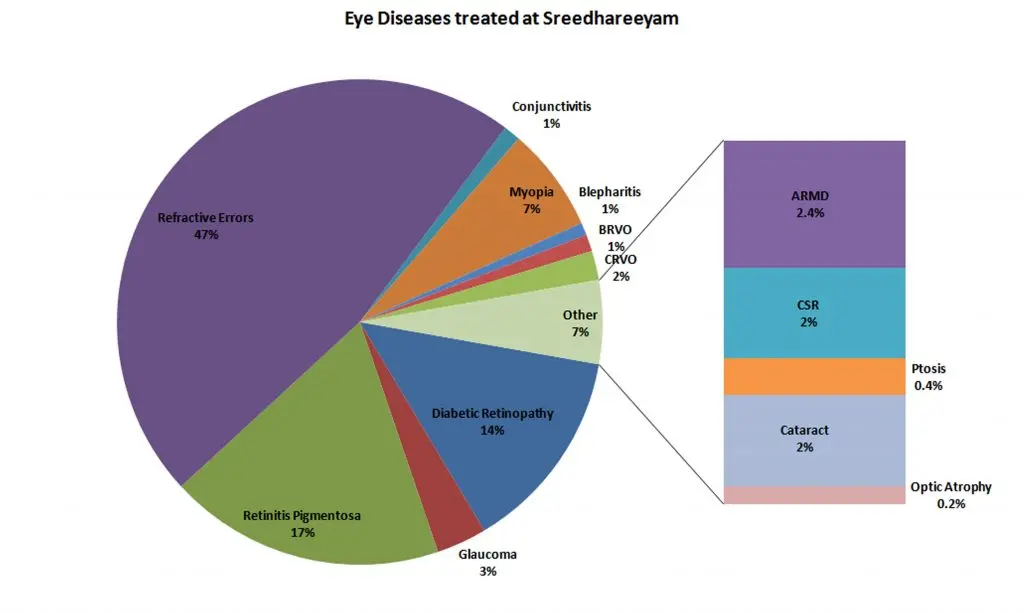 Eye Diseases treated at Sreedhareeyam
Conjunctivitis
1%
Myopia
7%
Blepharitis
1%
BRVO
1%
CRVO
2%
Other
7%
Refractive Errors
47%
Diabetic Retinopathy
14%
Retinitis Pigmentosa
17%
Glaucoma
3%
ARMD
2.4%
CSR
2%
Ptosis
0.4%
Cataract
2%
Optic Atrophy
0.2%